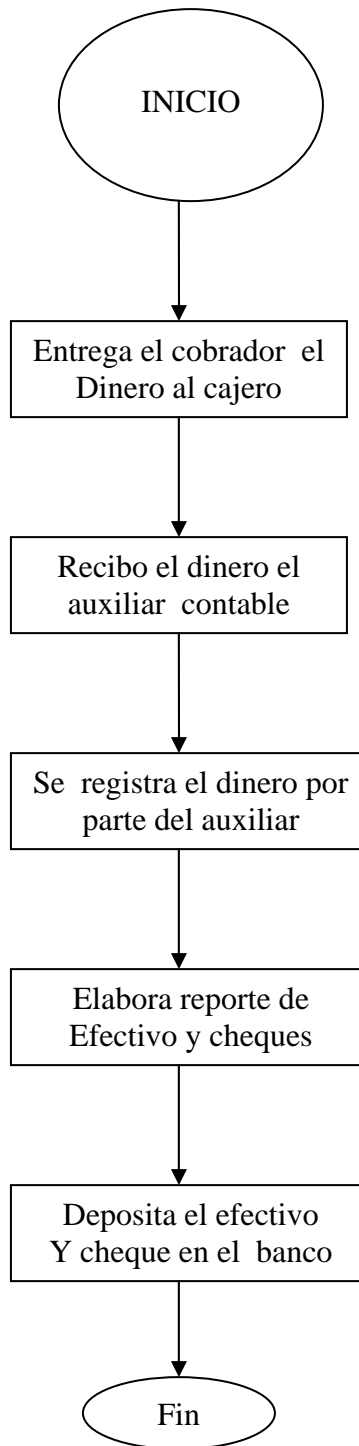 INICIO
Entrega el cobrador el
Dinero al cajero
Recibo el dinero el
auxiliar contable
Se registra el dinero por
parte del auxiliar
Elabora reporte de
Efectivo y cheques
Deposita el efectivo
Y cheque en el banco
Fin